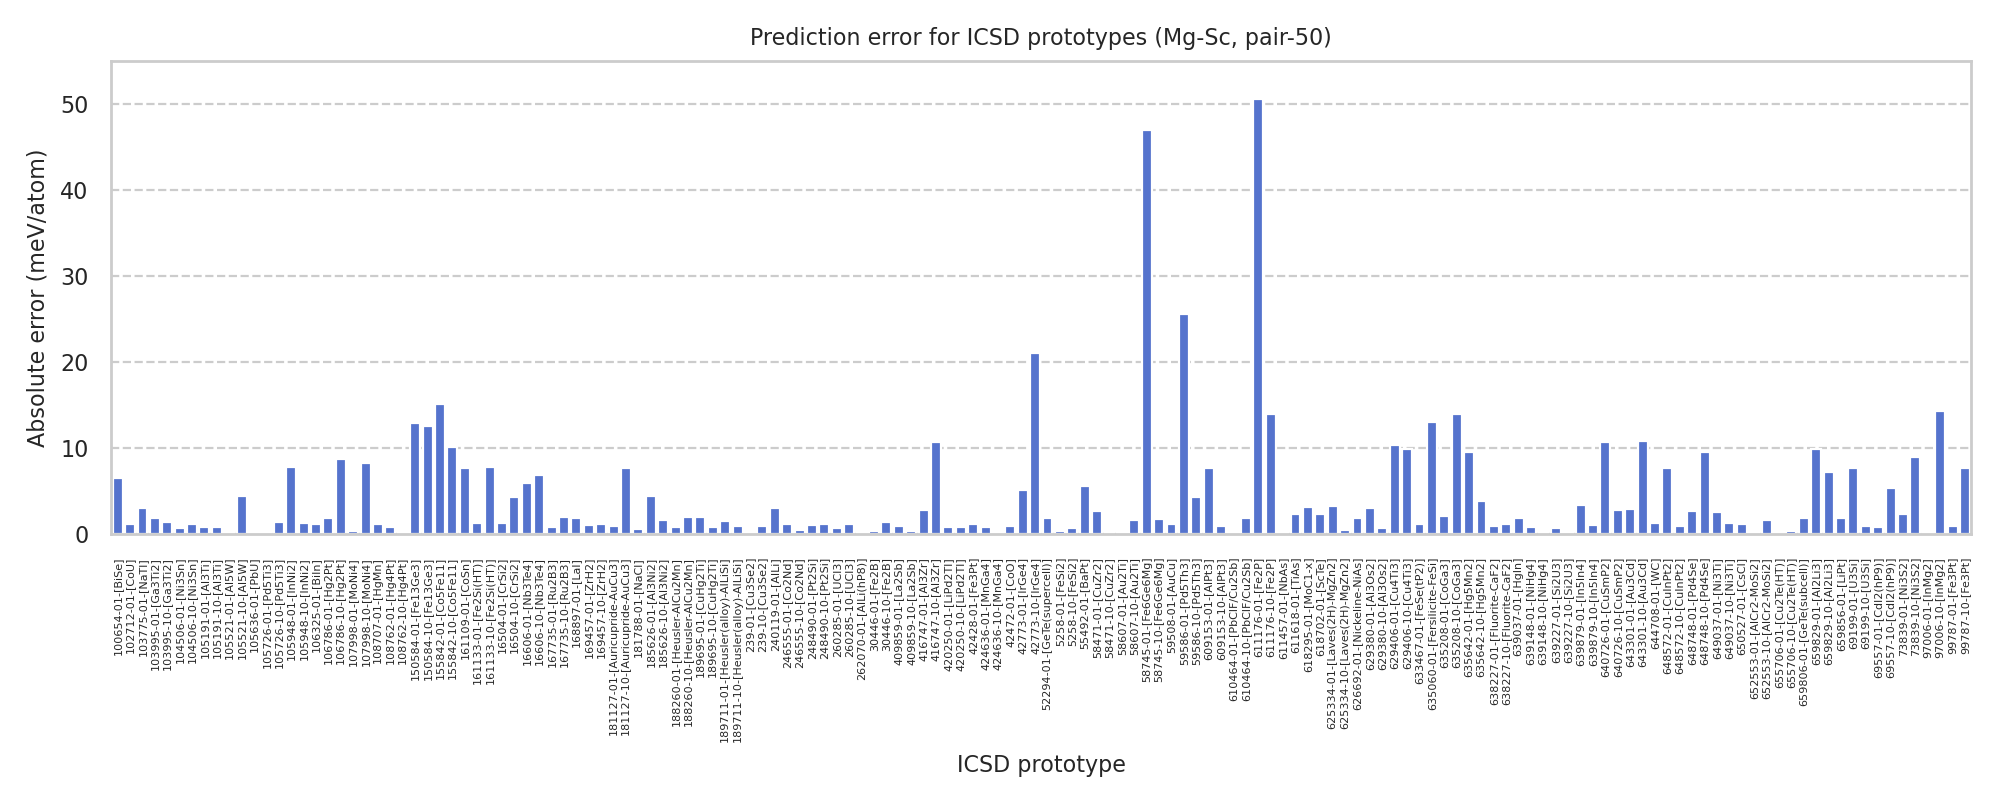 Prediction error for ICSD prototypes (Mg-Sc, pair-50)
Absolute error (meV/atom)
50
40
30
20
10
0
100654-01-[BiSe]
102712-01-[CoU]
103775-01-[NaTl]
103995-01-[Ga3Ti2]
103995-10-[Ga3Ti2]
104506-01-[Ni3Sn]
104506-10-[Ni3Sn]
105191-01-[Al3Ti]
105191-10-[Al3Ti]
105521-01-[Al5W]
105521-10-[Al5W]
105636-01-[PbU]
105726-01-[Pd5Ti3]
105726-10-[Pd5Ti3]
105948-01-[InNi2]
105948-10-[InNi2]
106325-01-[BiIn]
106786-01-[Hg2Pt]
106786-10-[Hg2Pt]
107998-01-[MoNi4]
107998-10-[MoNi4]
108707-01-[HgMn]
108762-01-[Hg4Pt]
108762-10-[Hg4Pt]
150584-01-[Fe13Ge3]
150584-10-[Fe13Ge3]
155842-01-[Co5Fe11]
155842-10-[Co5Fe11]
161109-01-[CoSn]
161133-01-[Fe2Si(HT)]
161133-10-[Fe2Si(HT)]
16504-01-[CrSi2]
16504-10-[CrSi2]
16606-01-[Nb3Te4]
16606-10-[Nb3Te4]
167735-01-[Ru2B3]
167735-10-[Ru2B3]
168897-01-[LaI]
169457-01-[ZrH2]
169457-10-[ZrH2]
181127-01-[Auricupride-AuCu3]
181127-10-[Auricupride-AuCu3]
181788-01-[NaCl]
185626-01-[Al3Ni2]
185626-10-[Al3Ni2]
188260-01-[Heusler-AlCu2Mn]
188260-10-[Heusler-AlCu2Mn]
189695-01-[CuHg2Ti]
189695-10-[CuHg2Ti]
189711-01-[Heusler(alloy)-AlLiSi]
189711-10-[Heusler(alloy)-AlLiSi]
239-01-[Cu3Se2]
239-10-[Cu3Se2]
240119-01-[AlLi]
246555-01-[Co2Nd]
246555-10-[Co2Nd]
248490-01-[Pt2Si]
248490-10-[Pt2Si]
260285-01-[UCl3]
260285-10-[UCl3]
262070-01-[AlLi(hP8)]
30446-01-[Fe2B]
30446-10-[Fe2B]
409859-01-[La2Sb]
409859-10-[La2Sb]
416747-01-[Al3Zr]
416747-10-[Al3Zr]
420250-01-[LiPd2Tl]
420250-10-[LiPd2Tl]
42428-01-[Fe3Pt]
424636-01-[MnGa4]
424636-10-[MnGa4]
42472-01-[CoO]
42773-01-[IrGe4]
42773-10-[IrGe4]
52294-01-[GeTe(supercell)]
5258-01-[FeSi2]
5258-10-[FeSi2]
55492-01-[BaPt]
58471-01-[CuZr2]
58471-10-[CuZr2]
58607-01-[Au2Ti]
58607-10-[Au2Ti]
58745-01-[Fe6Ge6Mg]
58745-10-[Fe6Ge6Mg]
59508-01-[AuCu]
59586-01-[Pd5Th3]
59586-10-[Pd5Th3]
609153-01-[AlPt3]
609153-10-[AlPt3]
610464-01-[PbClF/Cu2Sb]
610464-10-[PbClF/Cu2Sb]
611176-01-[Fe2P]
611176-10-[Fe2P]
611457-01-[NbAs]
611618-01-[TiAs]
618295-01-[MoC1-x]
618702-01-[ScTe]
625334-01-[Laves(2H)-MgZn2]
625334-10-[Laves(2H)-MgZn2]
626692-01-[Nickeline-NiAs]
629380-01-[Al3Os2]
629380-10-[Al3Os2]
629406-01-[Cu4Ti3]
629406-10-[Cu4Ti3]
633467-01-[FeSe(tP2)]
635060-01-[Fersilicite-FeSi]
635208-01-[CoGa3]
635208-10-[CoGa3]
635642-01-[Hg5Mn2]
635642-10-[Hg5Mn2]
638227-01-[Fluorite-CaF2]
638227-10-[Fluorite-CaF2]
639037-01-[HgIn]
639148-01-[NiHg4]
639148-10-[NiHg4]
639227-01-[Si2U3]
639227-10-[Si2U3]
639879-01-[In5In4]
639879-10-[In5In4]
640726-01-[CuSmP2]
640726-10-[CuSmP2]
643301-01-[Au3Cd]
643301-10-[Au3Cd]
644708-01-[WC]
648572-01-[CuInPt2]
648572-10-[CuInPt2]
648748-01-[Pd4Se]
648748-10-[Pd4Se]
649037-01-[Ni3Ti]
649037-10-[Ni3Ti]
650527-01-[CsCl]
652553-01-[AlCr2-MoSi2]
652553-10-[AlCr2-MoSi2]
655706-01-[Cu2Te(HT)]
655706-10-[Cu2Te(HT)]
659806-01-[GeTe(subcell)]
659829-01-[Al2Li3]
659829-10-[Al2Li3]
659856-01-[LiPt]
69199-01-[U3Si]
69199-10-[U3Si]
69557-01-[CdI2(hP9)]
69557-10-[CdI2(hP9)]
73839-01-[Ni3S2]
73839-10-[Ni3S2]
97006-01-[InMg2]
97006-10-[InMg2]
99787-01-[Fe3Pt]
99787-10-[Fe3Pt]
ICSD prototype